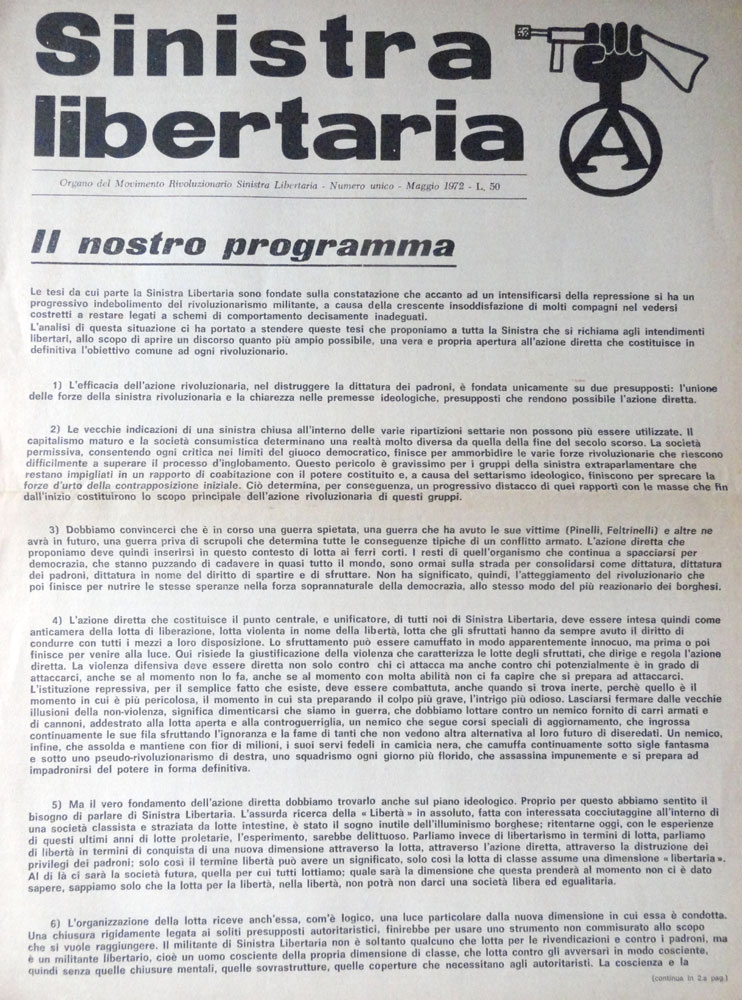 Sinistra
libertaria
A
Organo del Movimento Rivoluzionario Sinistra Libertaria - Numero unico - Maggio 1972 - L. 50
Il nostro programma
Le tesi da cui parte la Sinistra Libertaria sono fondate sulla constatazione che accanto ad un intensificarsi della repressione si ha un
progressivo indebolimento del rivoluzionarismo militante, a causa della crescente insoddisfazione di molti compagni nel vedersi
costretti a restare legati a schemi di comportamento decisamente inadeguati.
L'analisi di questa situazione ci ha portato a stendere queste tesi che proponiamo a tutta la Sinistra che si richiama agli intendimenti
libertari, allo scopo di aprire un discorso quanto più ampio possibile, una vera e propria apertura all'azione diretta che costituisce in
definitiva l'obiettivo comune ad ogni rivoluzionario.
1) L'efficacia dell'azione rivoluzionaria, nel distruggere la dittatura dei padroni, è fondata unicamente su due presupposti: l'unione
delle forze della sinistra rivoluzionaria e la chiarezza nelle premesse ideologiche, presupposti che rendono possibile l'azione diretta.
2) Le vecchie indicazioni di una sinistra chiusa all'interno delle varie ripartizioni settarie non possono più essere utilizzate. Il
capitalismo maturo e la società consumistica determinano una realtà molto diversa da quella della fine del secolo scorso. La società
permissiva, consentendo ogni critica nei limiti del giuoco democratico, finisce per ammorbidire le varie forze rivoluzionarie che riescono
difficilmente a superare il processo d'inglobamento. Questo pericolo è gravissimo per i gruppi della sinistra extraparlamentare che
restano impigliati in un rapporto di coabitazione con il potere costituito e, a causa del settarismo ideologico, finiscono per sprecare la
forza d'urto della contrapposizione iniziale. Ciò determina, per conseguenza, un progressivo distacco di quei rapporti con le masse che fin
dall'inizio costituirono lo scopo principale dell'azione rivoluzionaria di questi gruppi.
3) Dobbiamo convincerci che è in corso una guerra spietata, una guerra che ha avuto le sue vittime (Pinelli, Feltrinelli) e altre ne
avrà in futuro, una guerra priva di scrupoli che determina tutte le conseguenze tipiche di un conflitto armato. L'azione diretta che
proponiamo deve quindi inserirsi in questo contesto di lotta ai ferri corti. I resti di quell'organismo che continua a spacciarsi per
democrazia, che stanno puzzando di cadavere in quasi tutto il mondo, sono ormai sulla strada per consolidarsi come dittatura, dittatura
dei padroni, dittatura in nome del diritto di spartire e di sfruttare. Non ha significato, quindi, l'atteggiamento del rivoluzionario che
poi finisce per nutrire le stesse speranze nella forza soprannaturale della democrazia, allo stesso modo del più reazionario dei borghesi.
4) L'azione diretta che costituisce il punto centrale, e unificatore, di tutti noi di Sinistra Libertaria, deve essere intesa quindi come
anticamera della lotta di liberazione, lotta violenta in nome della libertà, lotta che gli sfruttati hanno da sempre avuto il diritto di
condurre con tutti i mezzi a loro disposizione. Lo sfruttamento può essere camuffato in modo apparentemente innocuo, ma prima o poi
finisce per venire alla luce. Qui risiede la giustificazione della violenza che caratterizza le lotte degli sfruttati, che dirige e regola l'azione
diretta. La violenza difensiva deve essere diretta non solo contro chi ci attacca ma anche contro chi potenzialmente è in grado di
attaccarci, anche se al momento non lo fa, anche se al momento con molta abilità non ci fa capire che si prepara ad attaccarci.
L'istituzione repressiva, per il semplice fatto che esiste, deve essere combattuta, anche quando si trova inerte, perchè quello è il
momento in cui è più pericolosa, il momento in cui sta preparando il colpo più grave, l'intrigo più odioso. Lasciarsi fermare dalle vecchie
illusioni della non-violenza, significa dimenticarsi che siamo in guerra, che dobbiamo lottare contro un nemico fornito di carri armati e
di cannoni, addestrato alla lotta aperta e alla controguerriglia, un nemico che segue corsi speciali di aggiornamento, che ingrossa
continuamente le sue fila sfruttando l'ignoranza e la fame di tanti che non vedono altra alternativa al loro futuro di diseredati. Un nemico,
infine, che assolda e mantiene con fior di milioni, i suoi servi fedeli in camicia nera, che camuffa continuamente sotto sigle fantasma
e sotto uno pseudo-rivoluzionarismo di destra, uno squadrismo ogni giorno più florido, che assassina impunemente e si prepara ad
impadronirsi del potere in forma definitiva.
5) Ma il vero fondamento dell'azione diretta dobbiamo trovarlo anche sul piano ideologico. Proprio per questo abbiamo sentito il
bisogno di parlare di Sinistra Libertaria. L'assurda ricerca della « Libertà » in assoluto, fatta con interessata cocciutaggine all'interno di
una società classista e straziata da lotte intestine, è stato il sogno inutile dell'illuminismo borghese; ritentarne oggi, con le esperienze
di questi ultimi anni di lotte proletarie, l'esperimento, sarebbe delittuoso. Parliamo invece di libertarismo in termini di lotta, parliamo
di libertà in termini di conquista di una nuova dimensione attraverso la lotta, attraverso l'azione diretta, attraverso la distruzione dei
privilegi dei padroni; solo così il termine libertà può avere un significato, solo così la lotta di classe assume una dimensione « libertaria ».
Al di là ci sarà la società futura, quella per cui tutti lottiamo; quale sarà la dimensione che questa prenderà al momento non ci è dato
sapere, sappiamo solo che la lotta per la libertà, nella libertà, non potrà non darci una società libera ed egualitaria.
6) L'organizzazione della lotta riceve anch'essa, com'è logico, una luce particolare dalla nuova dimensione in cui essa è condotta.
Una chiusura rigidamente legata ai soliti presupposti autoritaristici, finirebbe per usare uno strumento non commisurato allo scopo
che si vuole raggiungere. Il militante di Sinistra Libertaria non è soltanto qualcuno che lotta per le rivendicazioni e contro i padroni, ma
è un militante libertario, cioè un uomo cosciente della propria dimensione di classe, che lotta contro gli avversari in modo cosciente,
quindi senza quelle chiusure mentali, quelle sovrastrutture, quelle coperture che necessitano agli autoritaristi. La coscienza e la
(continua in 2.a pag.)